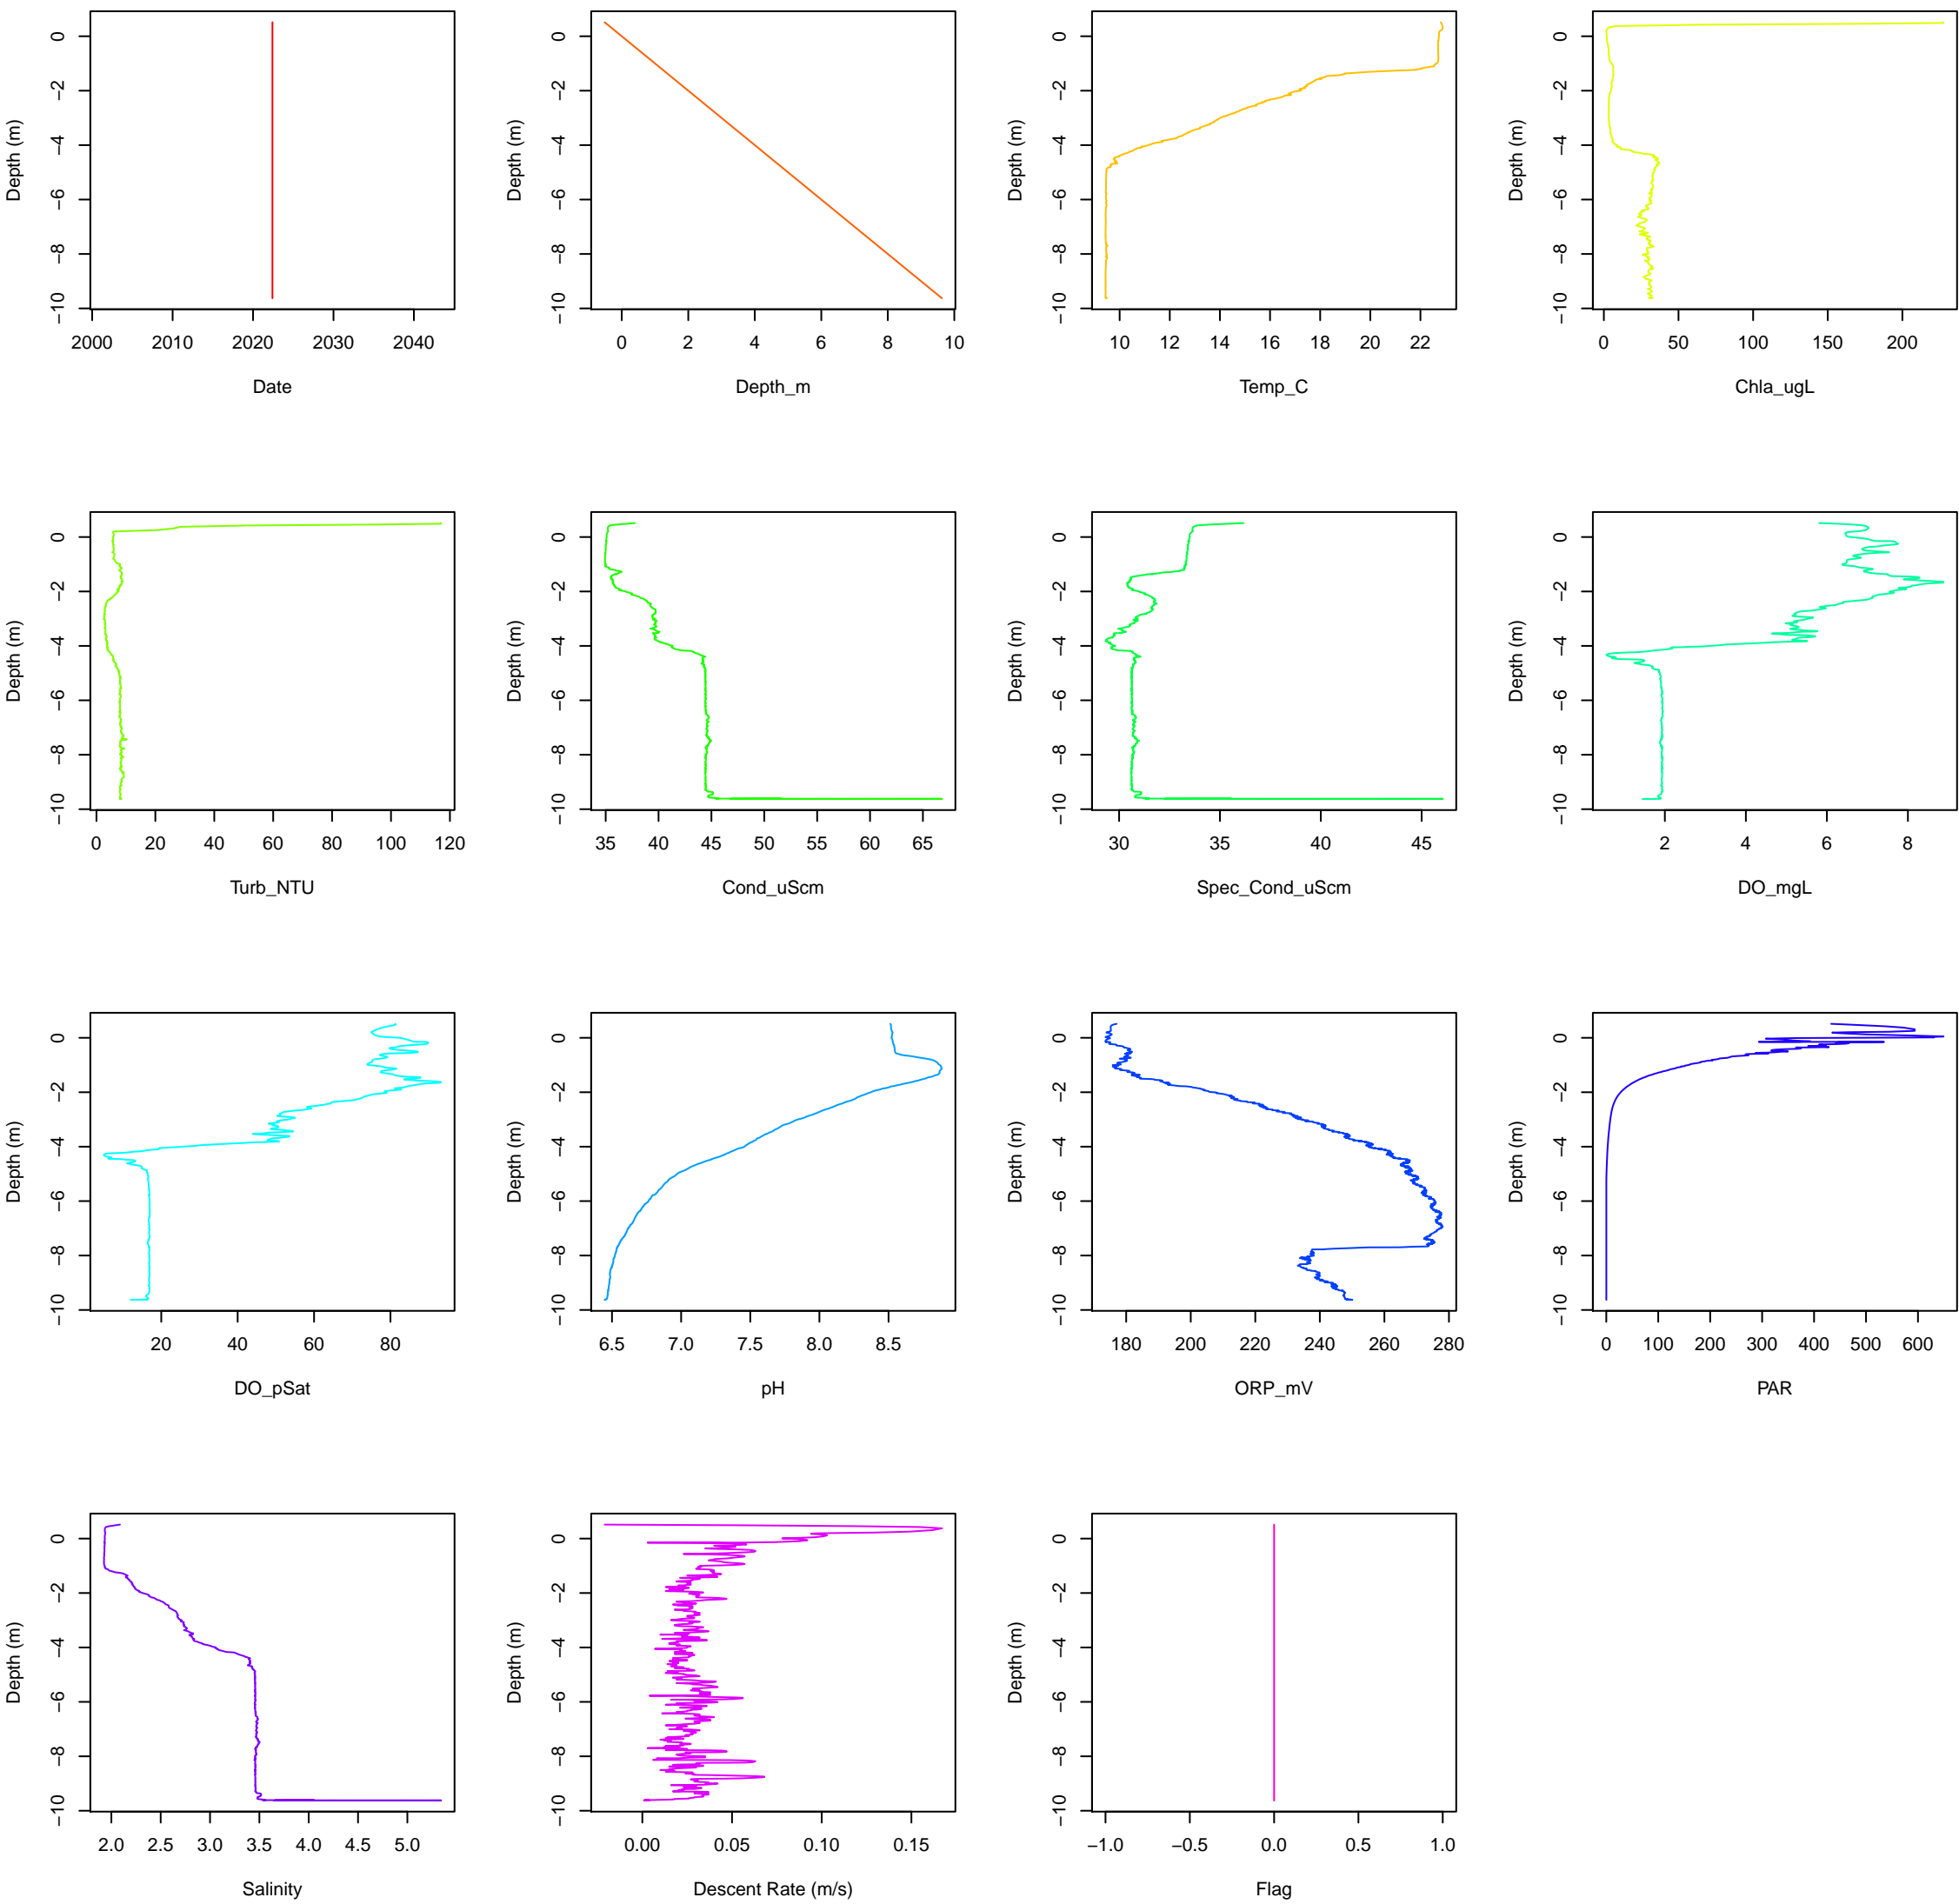 Depth (m)
0
−2
−4
−6
−8
−10
2000 2010 2020 2030 2040
Date
Depth (m)
0
−2
−4
−6
−8
−10
0 2 4 6 8 10
Depth_m
Depth (m)
0
−2
−4
−6
−8
−10
10 12 14 16 18 20 22
Temp_C
Depth (m)
0
−2
−4
−6
−8
−10
0 50 100 150 200
Chla_ugL
Depth (m)
0
−2
−4
−6
−8
−10
0 20 40 60 80 100 120
Turb_NTU
Depth (m)
0
−2
−4
−6
−8
−10
35 40 45 50 55 60 65
Cond_uScm
Depth (m)
0
−2
−4
−6
−8
−10
30 35 40 45
Spec_Cond_uScm
Depth (m)
0
−2
−4
−6
−8
−10
2 4 6 8
DO_mgL
Depth (m)
0
−2
−4
−6
−8
−10
20 40 60 80
DO_pSat
Depth (m)
0
−2
−4
−6
−8
−10
6.5 7.0 7.5 8.0 8.5
pH
Depth (m)
0
−2
−4
−6
−8
−10
180 200 220 240 260 280
ORP_mV
Depth (m)
0
−2
−4
−6
−8
−10
0 100 200 300 400 500 600
PAR
Depth (m)
0
−2
−4
−6
−8
−10
2.0 2.5 3.0 3.5 4.0 4.5 5.0
Salinity
Depth (m)
0
−2
−4
−6
−8
−10
0.00 0.05 0.10 0.15
Descent Rate (m/s)
Depth (m)
0
−2
−4
−6
−8
−10
−1.0 −0.5 0.0 0.5 1.0
Flag